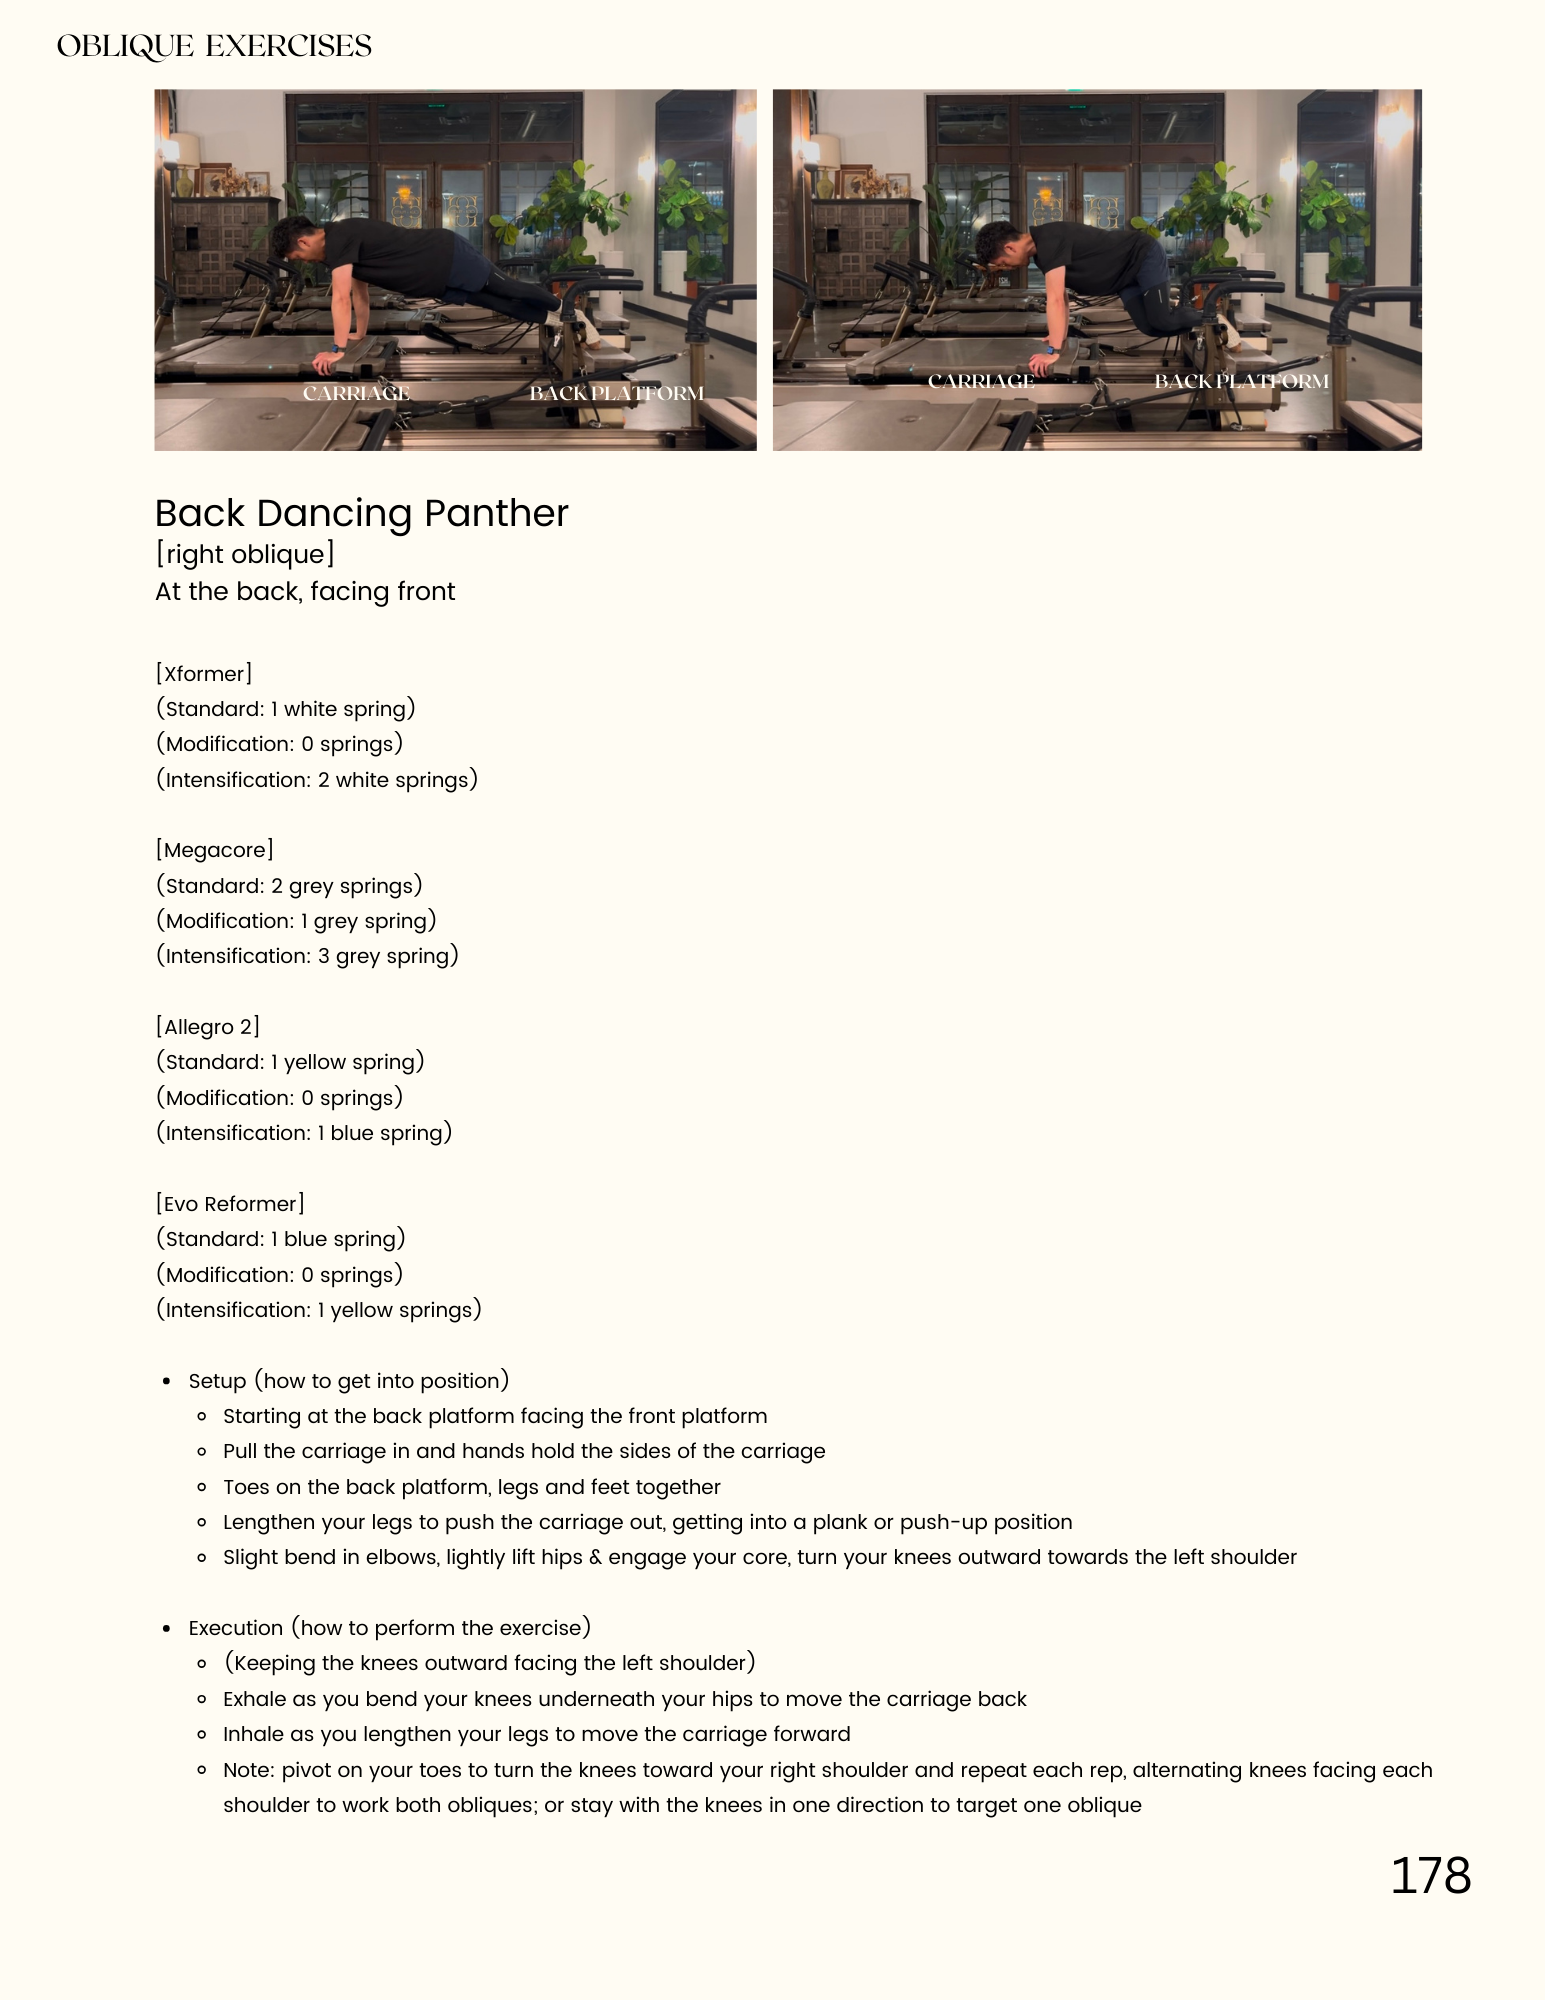 OBLIQUE EXERCISES
CARRIAGE
BACK PLATFORM
CARRIAGE
BACK PLATFORM
Back Dancing Panther
[right oblique]
At the back, facing front
[Xformer]
(Standard: 1 white spring)
(Modification: 0 springs)
(Intensification: 2 white springs)
[Megacore]
(Standard: 2 grey springs)
(Modification: 1 grey spring)
(Intensification: 3 grey spring)
[Allegro 2]
(Standard: 1 yellow spring)
(Modification: 0 springs)
(Intensification: 1 blue spring)
[Evo Reformer]
(Standard: 1 blue spring)
(Modification: 0 springs)
(Intensification: 1 yellow springs)
• Setup (how to get into position)
◦ Starting at the back platform facing the front platform
◦ Pull the carriage in and hands hold the sides of the carriage
◦ Toes on the back platform, legs and feet together
◦ Lengthen your legs to push the carriage out, getting into a plank or push-up position
◦ Slight bend in elbows, lightly lift hips & engage your core, turn your knees outward towards the left shoulder
• Execution (how to perform the exercise)
◦ (Keeping the knees outward facing the left shoulder)
◦ Exhale as you bend your knees underneath your hips to move the carriage back
◦ Inhale as you lengthen your legs to move the carriage forward
◦ Note: pivot on your toes to turn the knees toward your right shoulder and repeat each rep, alternating knees facing each
shoulder to work both obliques; or stay with the knees in one direction to target one oblique
178